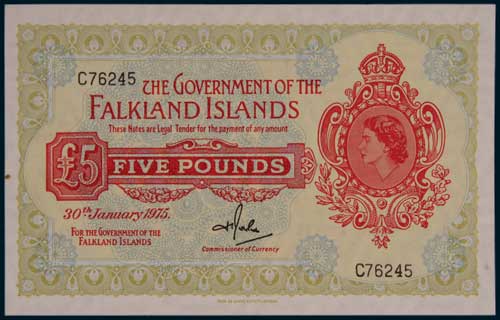 C76245
THE GOVERNMENT OF THE
FALKLAND ISLANDS
These Notes are Legal Tender for the payment of any amount
£5 FIVE POUNDS
30th January 1975.
FOR THE GOVERNMENT OF THE
FALKLAND ISLANDS
Commissioner of Currency
C76245